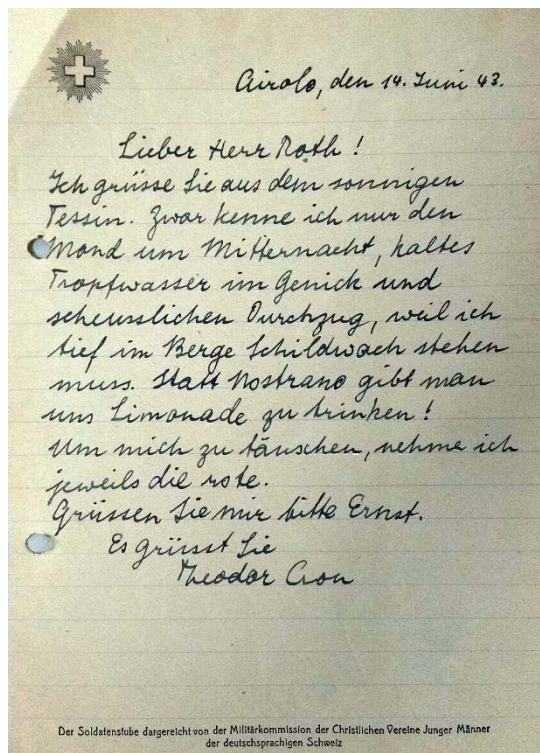 Airolo, den 14. Juni 43.
Lieber Herr Roth!
Ich grüsse Sie aus dem sonnigen
Tessin. Zwar kenne ich nur den
Mond um Mitternacht, kaltes
Tropfwasser im Genick und
scheusslichen Durchzug, weil ich
tief im Berge Schildwach stehen
muss. Statt Nostrano gibt man
uns Limonade zu trinken!
Um mich zu täuschen, nehme ich
jeweils die rote.
Grüssen Sie mir bitte Ernst.
Es grüsst Sie
Theodor Cron
Der Soldatenstube dargereicht von der Militärkommission der Christlichen Vereine Junger Männer
der deutschsprachigen Schweiz